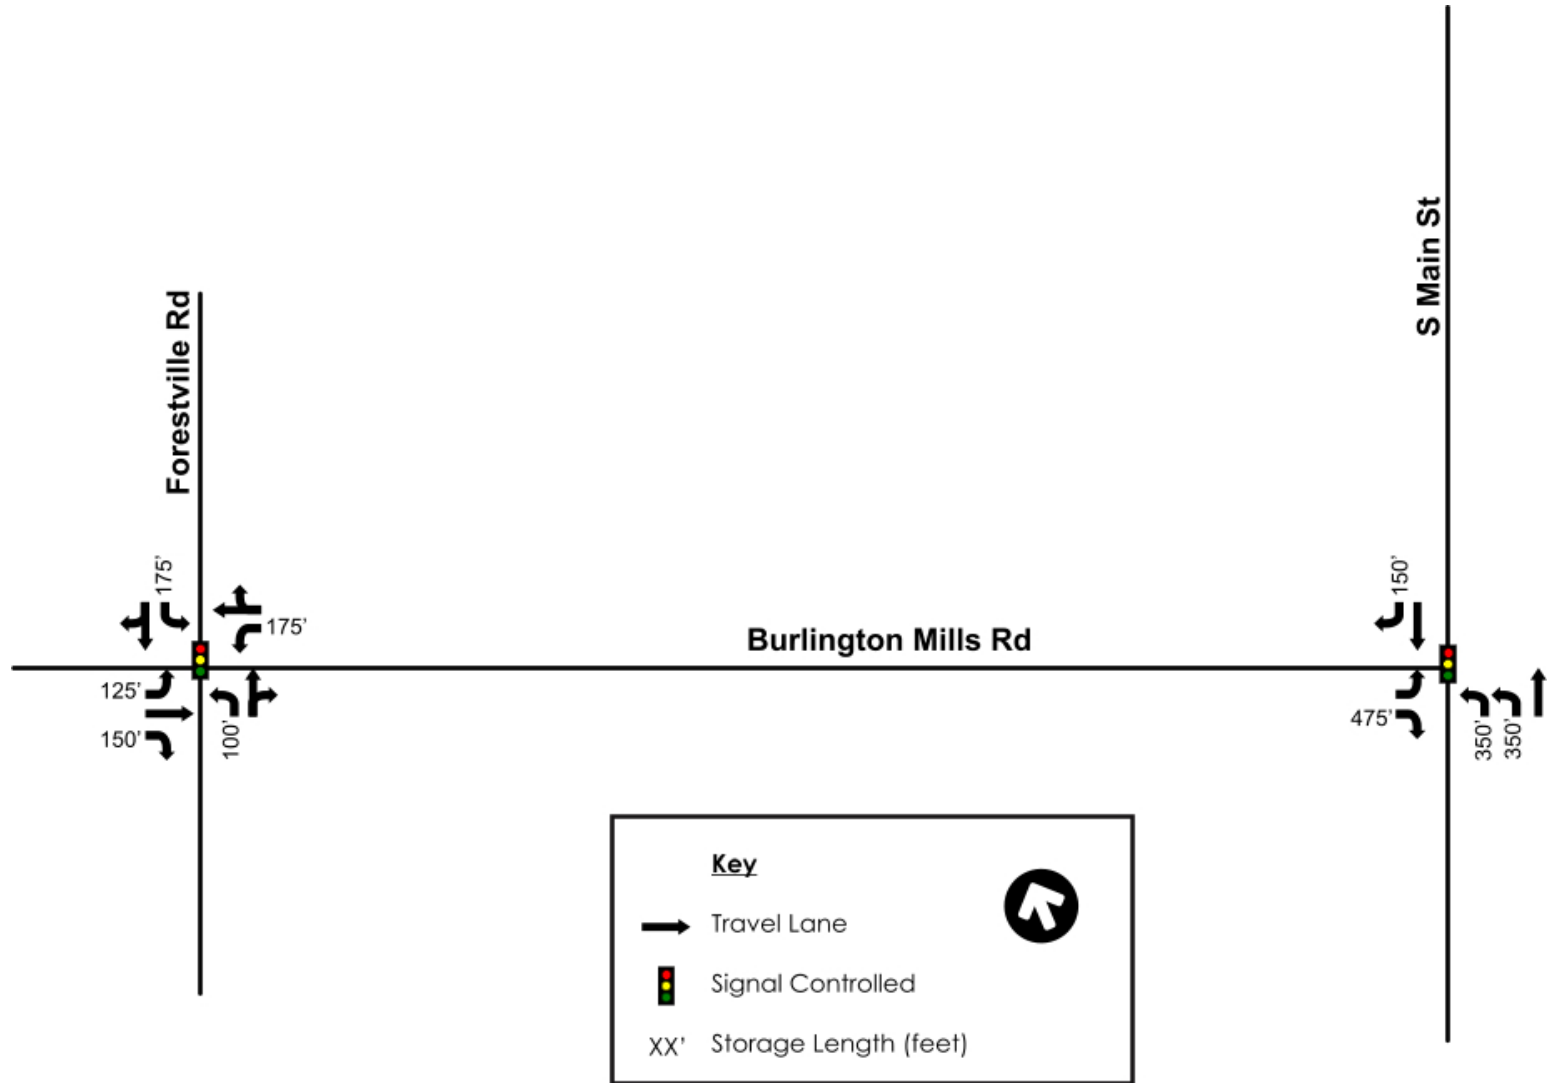 S Main St
Forestville Rd
175’
175’
150’
Burlington Mills Rd
125’
150’
100’
475’
350’
350’
Key
Travel Lane
Signal Controlled
XX’ Storage Length (feet)